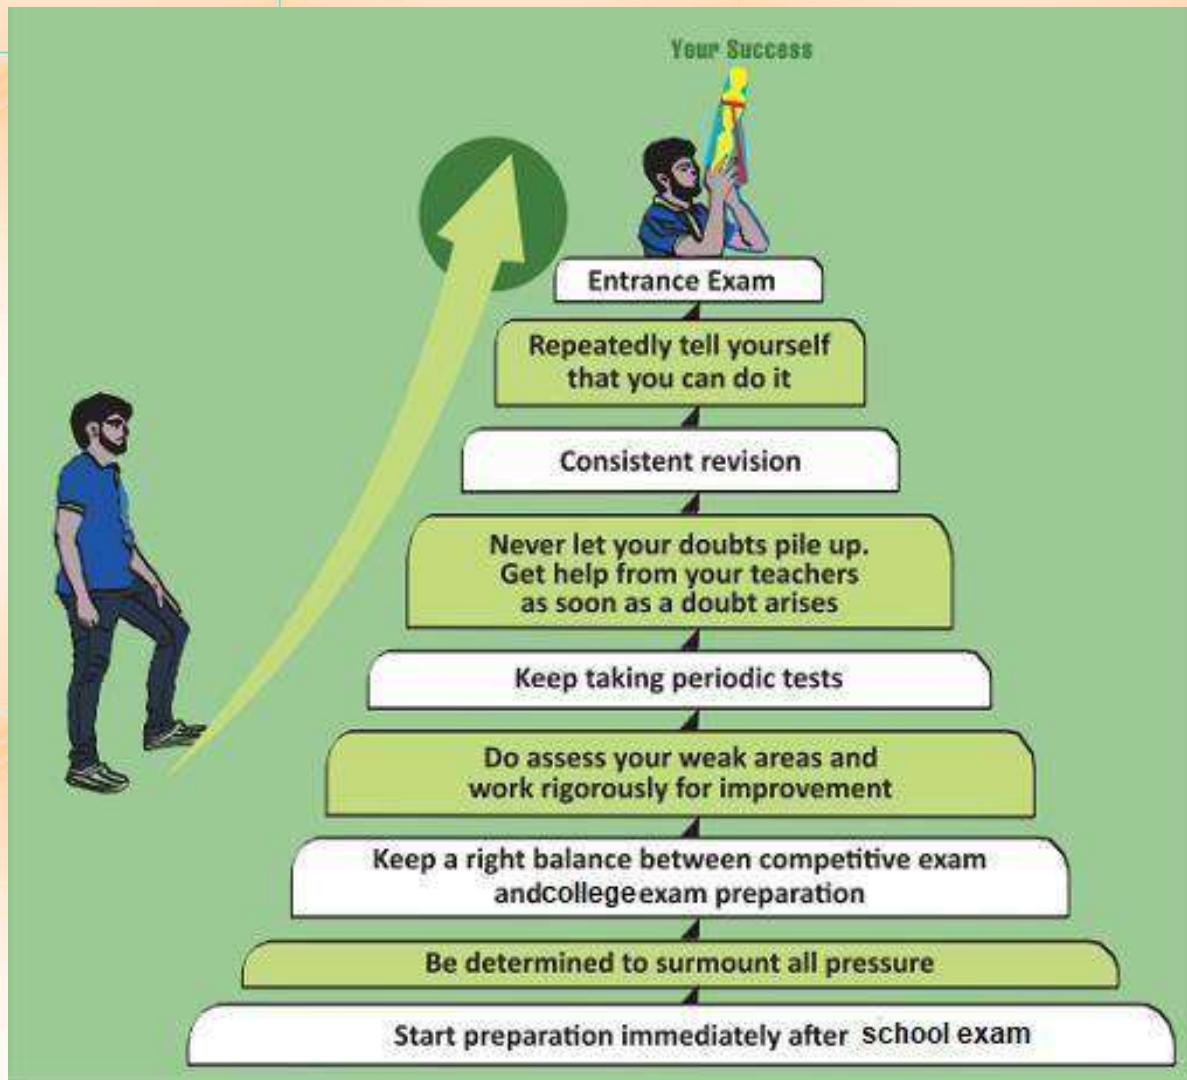 Your Success
Entrance Exam
Repeatedly tell yourself
that you can do it
Consistent revision
Never let your doubts pile up.
Get help from your teachers
as soon as a doubt arises
Keep taking periodic tests
Do assess your weak areas and
work rigorously for improvement
Keep a right balance between competitive exam
andcollege exam preparation
Be determined to surmount all pressure
Start preparation immediately after school exam